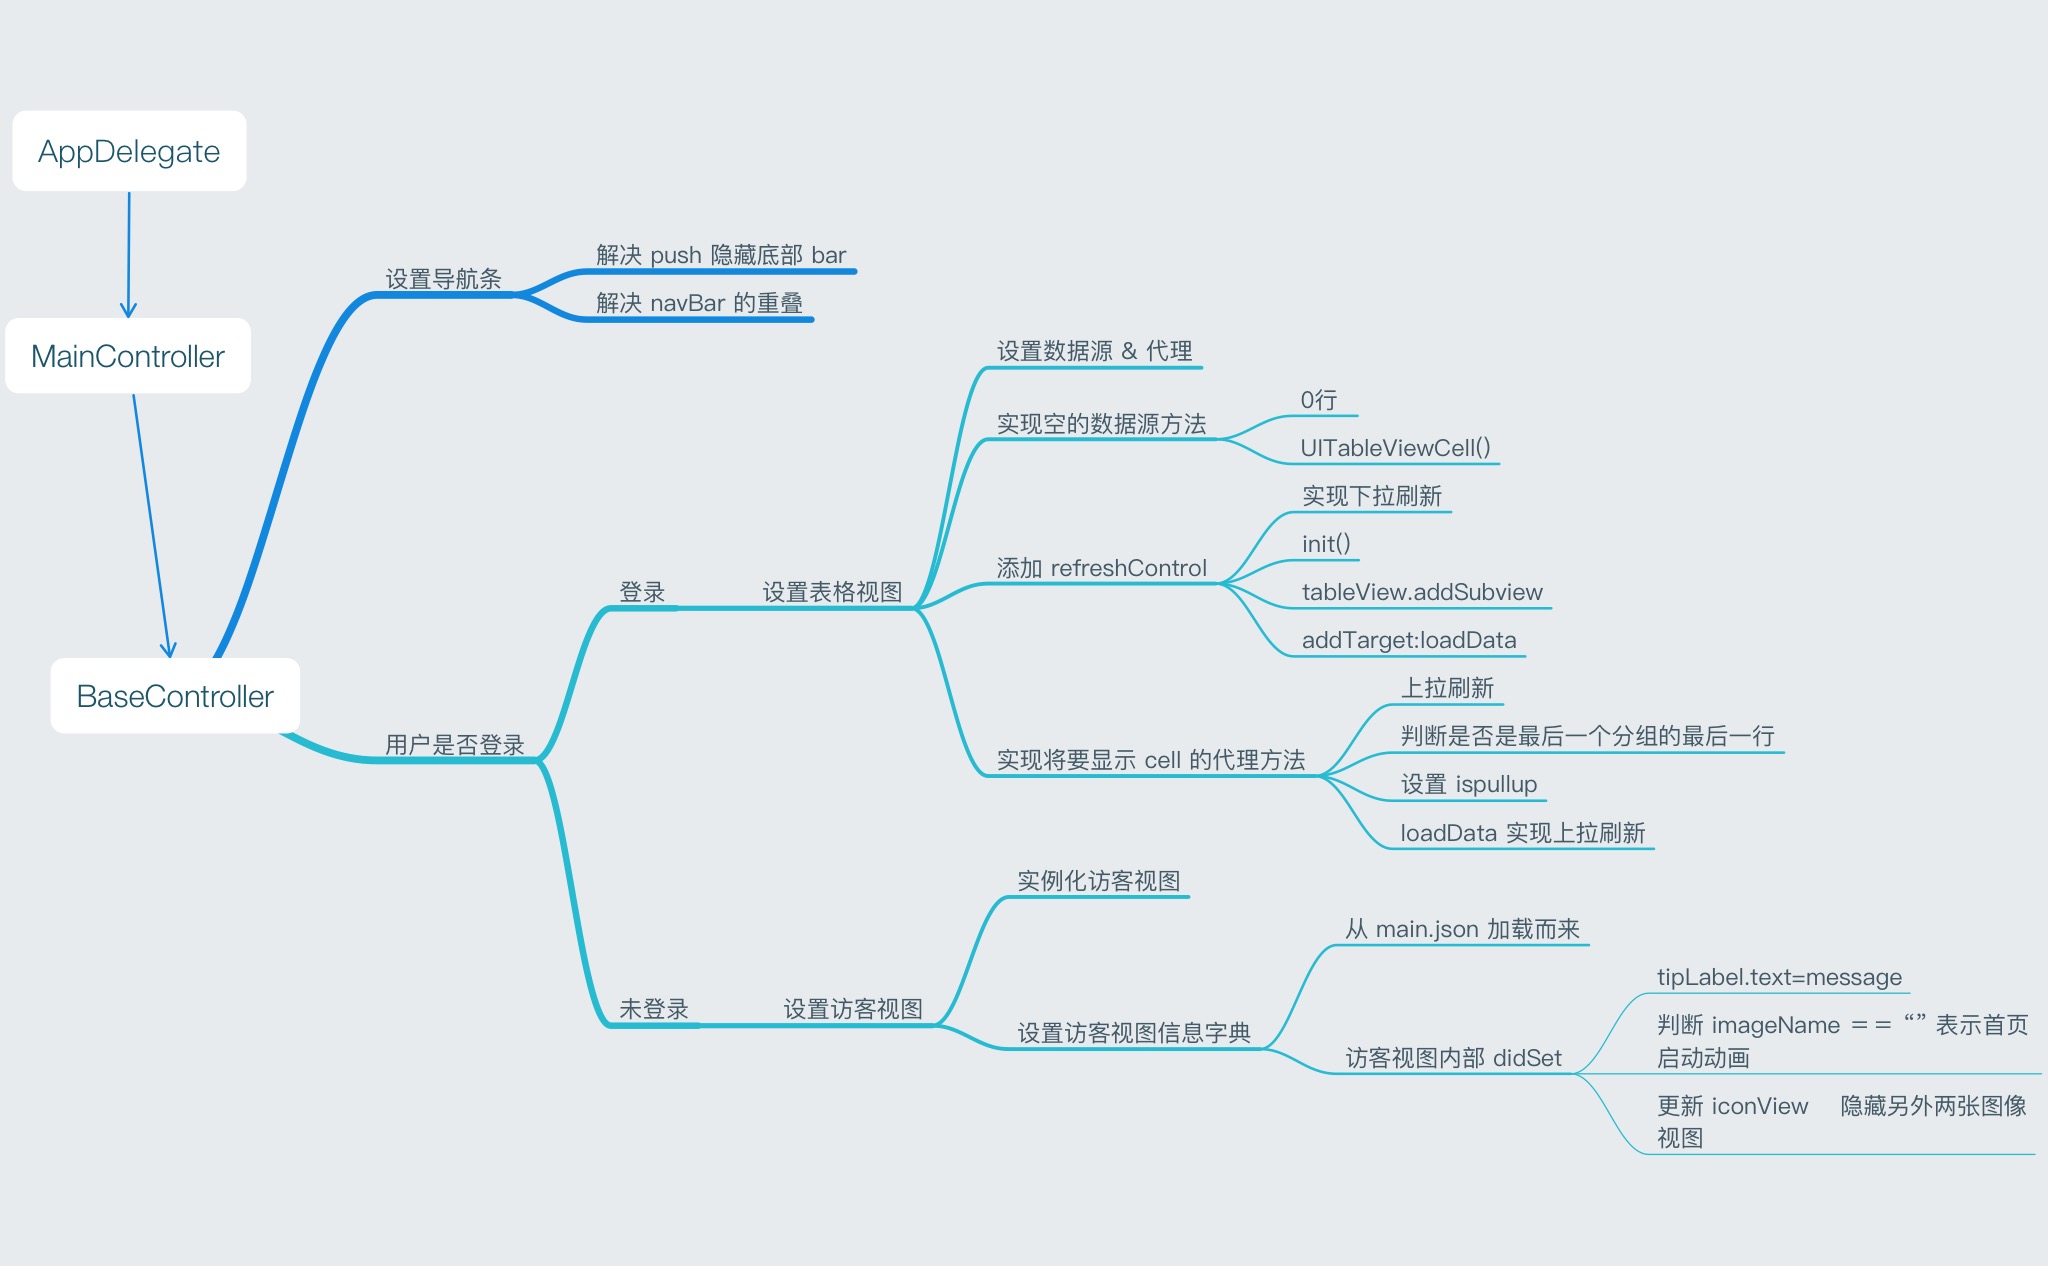 AppDelegate
MainController
BaseController
设置导航条
解决 push 隐藏底部 bar
解决 navBar 的重叠
用户是否登录
登录
设置表格视图
设置数据源 & 代理
实现空的数据源方法
0行
UITableViewCell()
添加 refreshControl
实现下拉刷新
init()
tableView.addSubview
addTarget:loadData
实现将要显示 cell 的代理方法
上拉刷新
判断是否是最后一个分组的最后一行
设置 ispullup
loadData 实现上拉刷新
未登录
设置访客视图
实例化访客视图
设置访客视图信息字典
从 main.json 加载而来
访客视图内部 didSet
tipLabel.text=message
判断 imageName == “” 表示首页
启动动画
更新 iconView 隐藏另外两张图像
视图